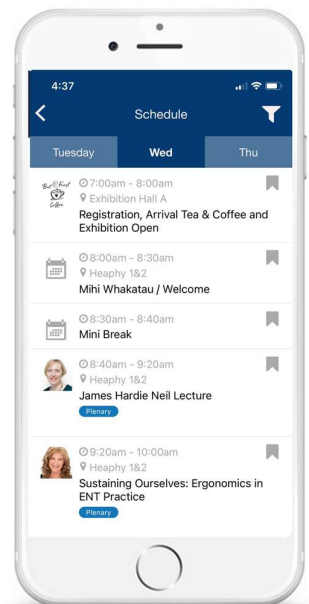 4:37
Schedule
Tuesday Wed Thu
But First
Coffee
7:00am - 8:00am
Exhibition Hall A
Registration, Arrival Tea & Coffee and
Exhibition Open
8:00am - 8:30am
Heaphy 1&2
Mihi Whakatau / Welcome
8:30am - 8:40am
Mini Break
8:40am - 9:20am
Heaphy 1&2
James Hardie Neil Lecture
Plenary
9:20am - 10:00am
Heaphy 1&2
Sustaining Ourselves: Ergonomics in
ENT Practice
Plenary